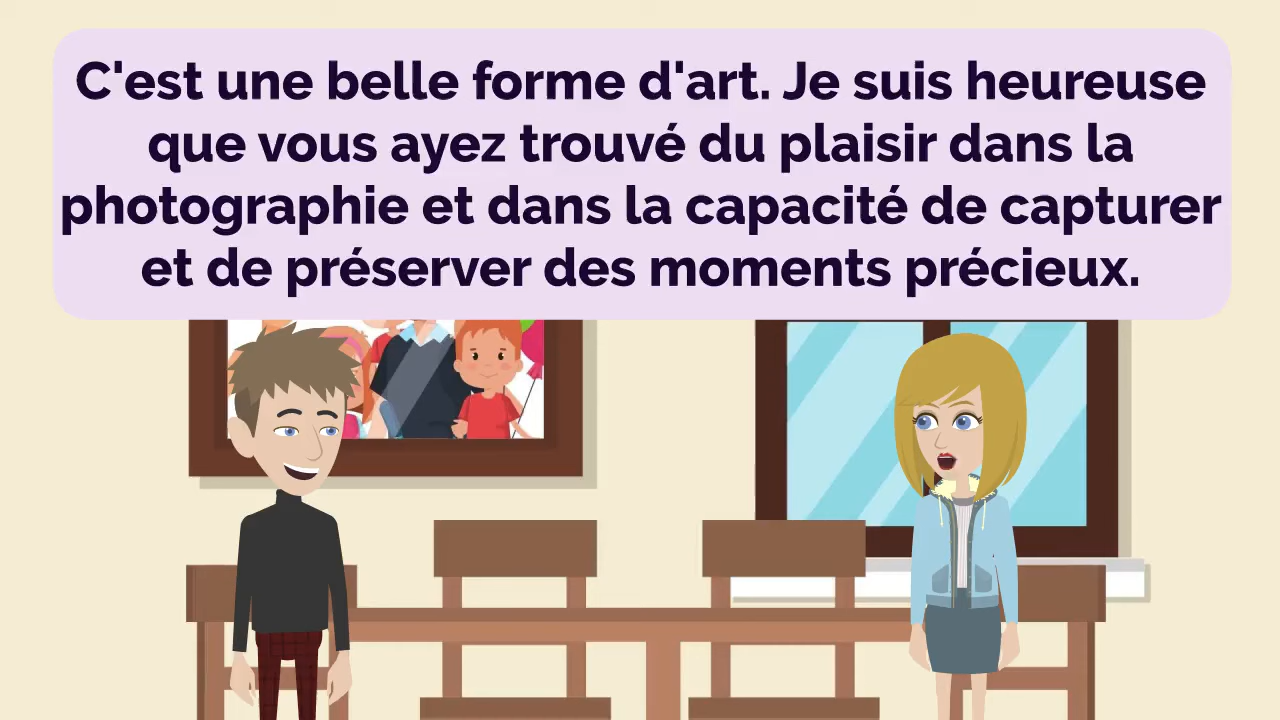 C'est une belle forme d'art. Je suis heureuse
que vous ayez trouvé du plaisir dans la
photographie et dans la capacité de capturer
et de préserver des moments précieux.